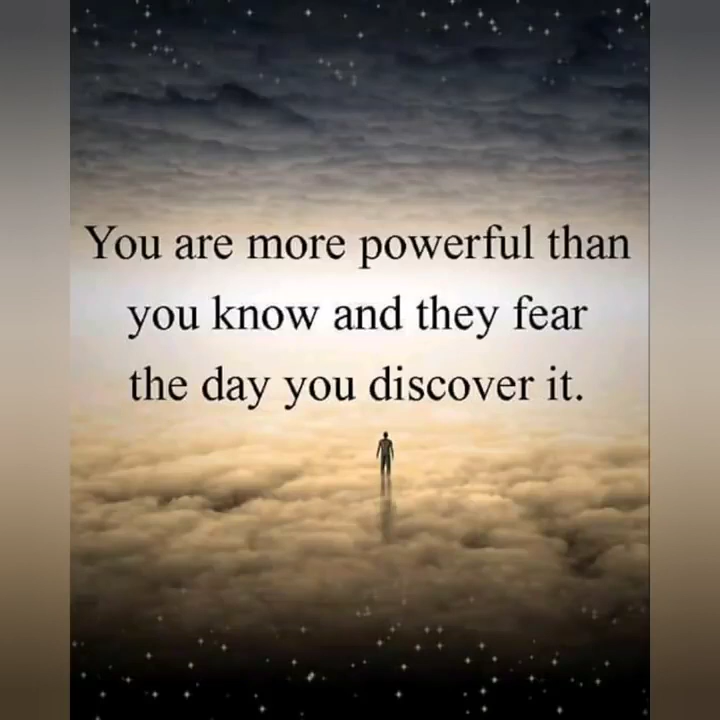 You are more powerful than
you know and they fear
the day you discover it.